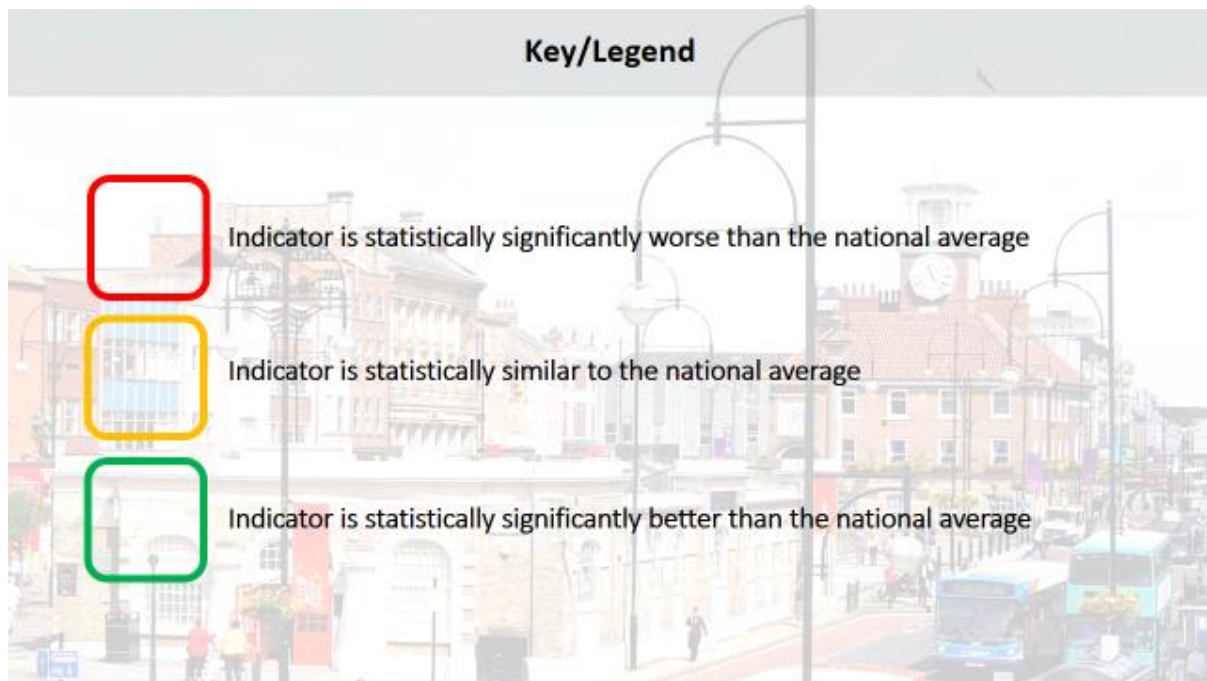 Key/Legend
Indicator is statistically significantly worse than the national average
Indicator is statistically similar to the national average
Indicator is statistically significantly better than the national average